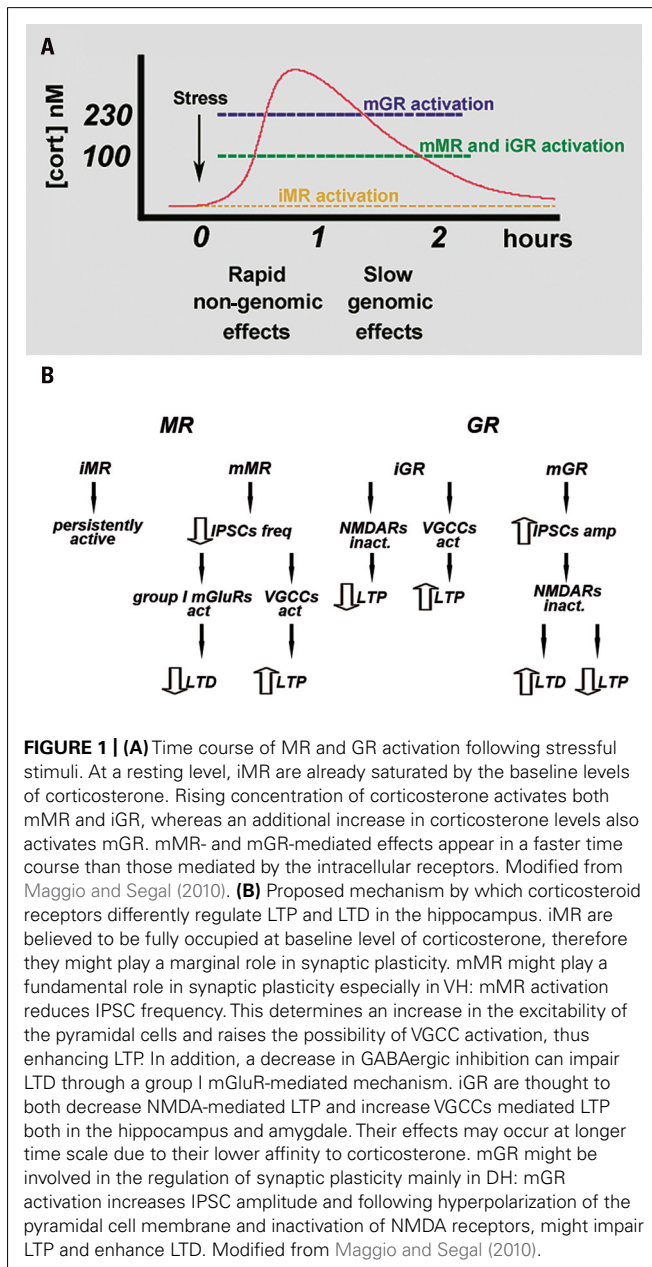 A
[cort] nM
Stress
230
mGR activation
100
mMR and iGR activation
iMR activation
0 1 2 hours
Rapid
non-genomic
effects
Slow
genomic
effects
B
MR GR
iMR mMR iGR mGR
persistently
active
IPSCs freq
NMDARs
inact.
VGCCs
act
IPSCs amp
group I mGluRs
act
VGCCs
act
LTP
LTP
NMDARs
inact.
LTD
LTP
LTD
LTP
FIGURE 1 | (A) Time course of MR and GR activation following stressful
stimuli. At a resting level, iMR are already saturated by the baseline levels
of corticosterone. Rising concentration of corticosterone activates both
mMR and iGR, whereas an additional increase in corticosterone levels also
activates mGR. mMR- and mGR-mediated effects appear in a faster time
course than those mediated by the intracellular receptors. Modified from
Maggio and Segal (2010). (B) Proposed mechanism by which corticosteroid
receptors differently regulate LTP and LTD in the hippocampus. iMR are
believed to be fully occupied at baseline level of corticosterone, therefore
they might play a marginal role in synaptic plasticity. mMR might play a
fundamental role in synaptic plasticity especially in VH: mMR activation
reduces IPSC frequency. This determines an increase in the excitability of
the pyramidal cells and raises the possibility of VGCC activation, thus
enhancing LTP. In addition, a decrease in GABAergic inhibition can impair
LTD through a group I mGluR-mediated mechanism. iGR are thought to
both decrease NMDA-mediated LTP and increase VGCCs mediated LTP
both in the hippocampus and amygdale. Their effects may occur at longer
time scale due to their lower affinity to corticosterone. mGR might be
involved in the regulation of synaptic plasticity mainly in DH: mGR
activation increases IPSC amplitude and following hyperpolarization of the
pyramidal cell membrane and inactivation of NMDA receptors, might impair
LTP and enhance LTD. Modified from Maggio and Segal (2010).